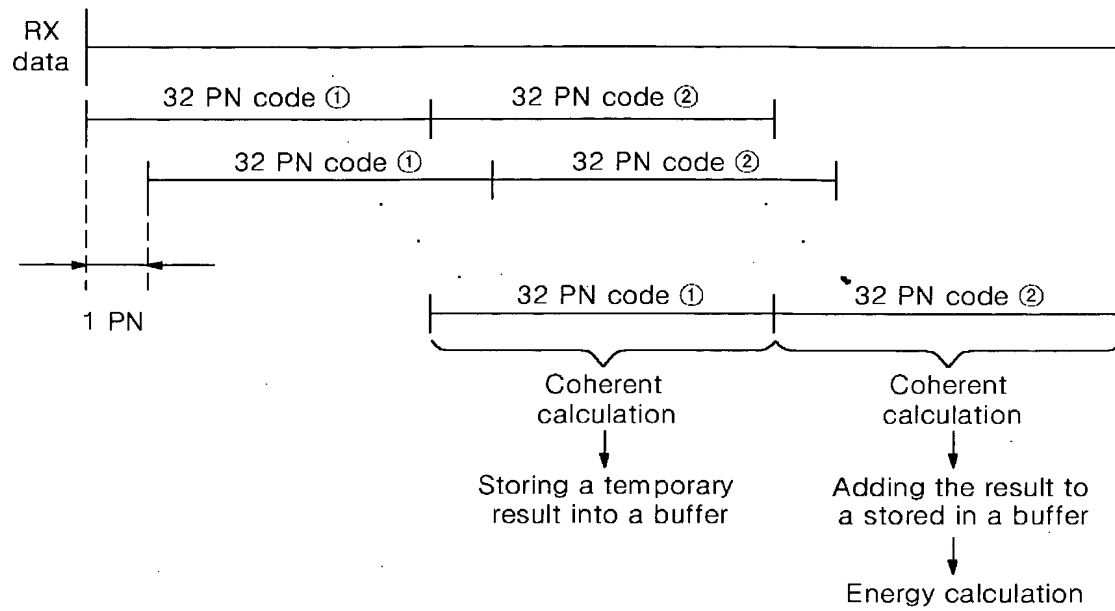 RX
data
32 PN code ①
32 PN code ②
32 PN code ①
32 PN code ②
1 PN
32 PN code ①
32 PN code ②
Coherent
calculation
Coherent
calculation
Storing a temporary
result into a buffer
Adding the result to
a stored in a buffer
Energy calculation